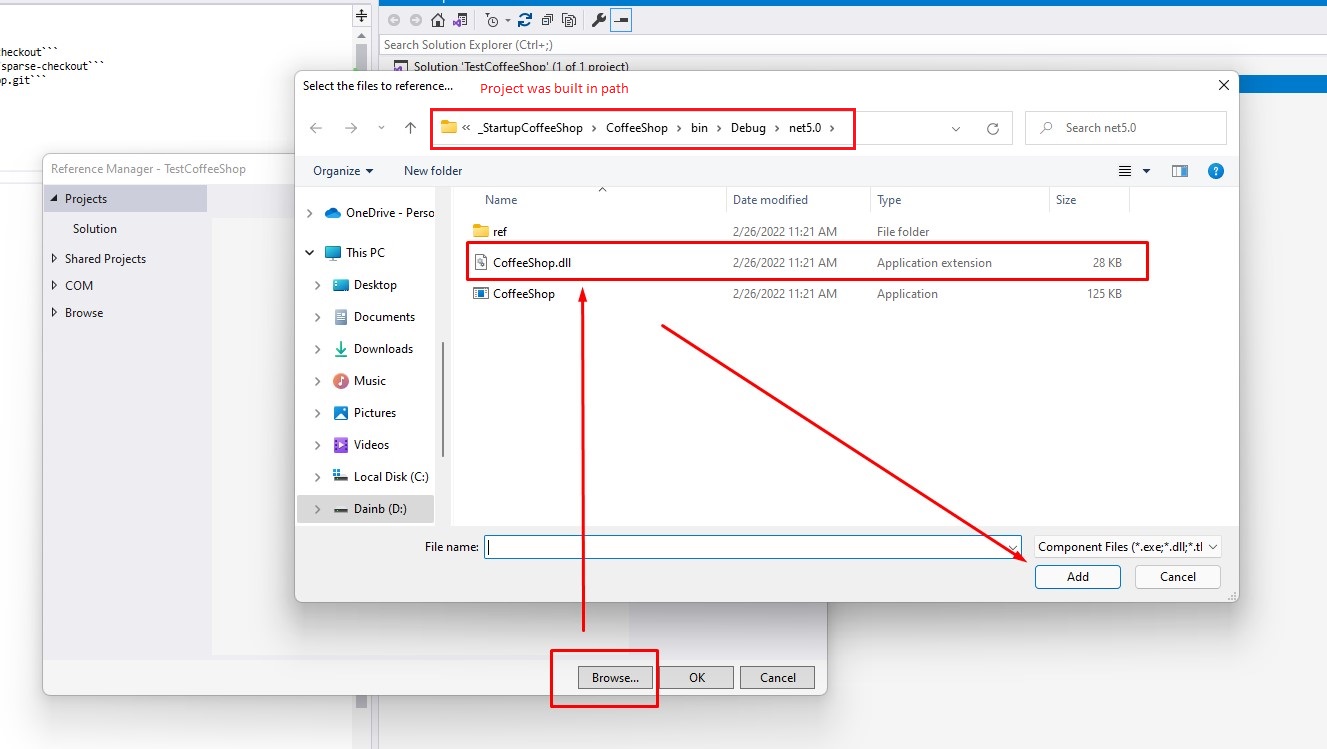 heckout```
sparse-checkout```
p.git```
Search Solution Explorer (Ctrl+;)
Solution 'TestCoffeeShop' (1 of 1 project)
Select the files to reference...
Project was built in path
« _StartupCoffeeShop > CoffeeShop > bin > Debug > net5.0 >
Search net5.0
Organize
New folder
Reference Manager - TestCoffeeShop
Projects
Solution
Shared Projects
COM
Browse
OneDrive - Perso
This PC
Desktop
Documents
Downloads
Music
Pictures
Videos
Local Disk (C:)
Dainb (D:)
Name Date modified Type Size
ref 2/26/2022 11:21 AM File folder
CoffeeShop.dll 2/26/2022 11:21 AM Application extension 28 KB
CoffeeShop 2/26/2022 11:21 AM Application 125 KB
File name:
Component Files (*.exe;*.dll;*.tl
Add
Cancel
Browse...
OK
Cancel